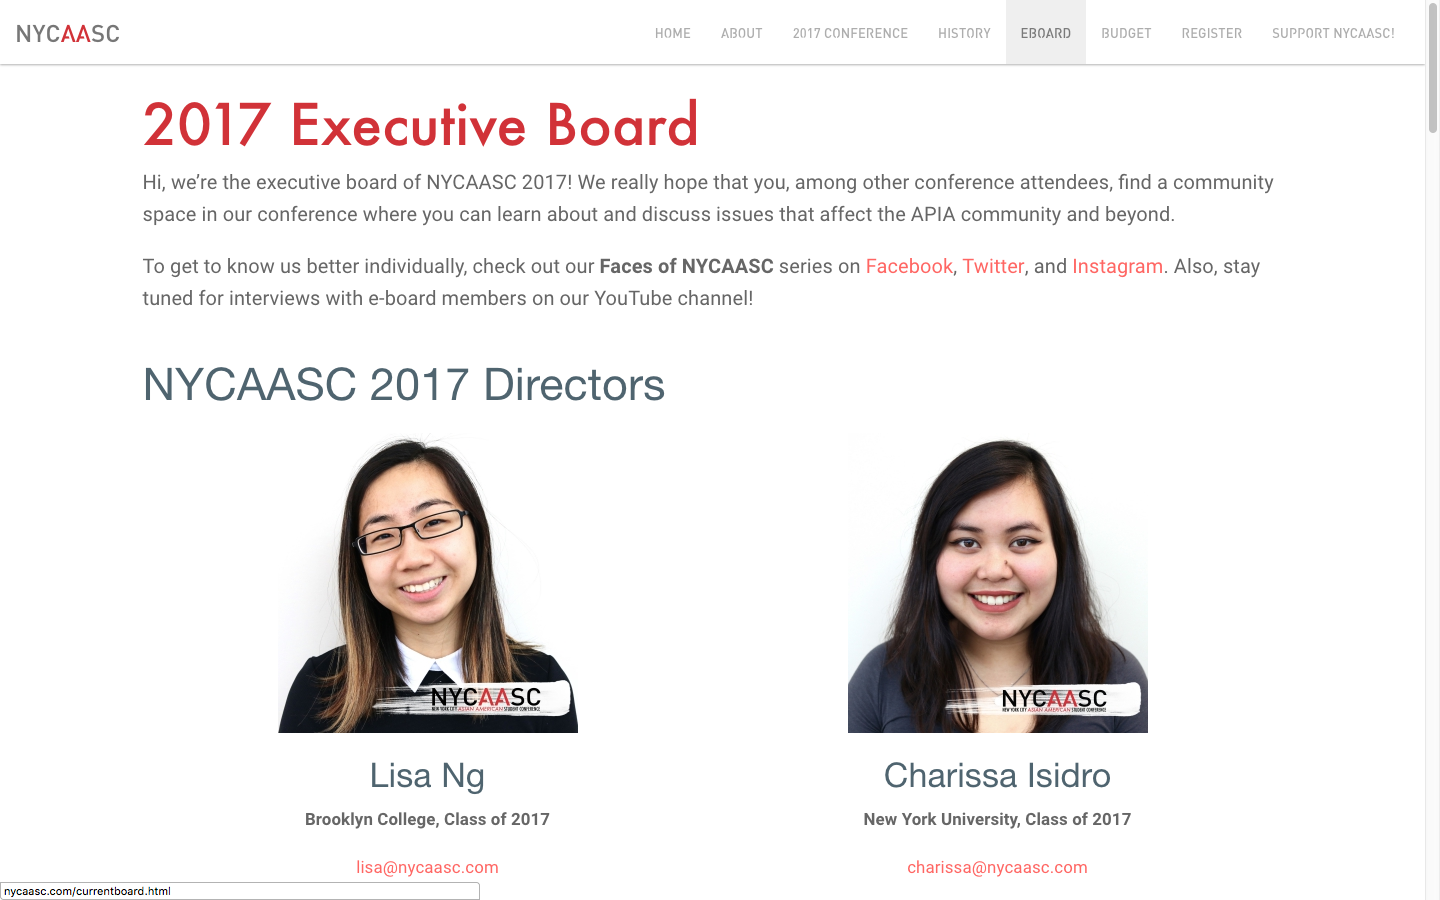 NYCAASC
HOME ABOUT 2017 CONFERENCE HISTORY EBOARD BUDGET REGISTER SUPPORT NYCAASC!
2017 Executive Board
Hi, we’re the executive board of NYCAASC 2017! We really hope that you, among other conference attendees, find a community
space in our conference where you can learn about and discuss issues that affect the APIA community and beyond.
To get to know us better individually, check out our Faces of NYCAASC series on Facebook, Twitter, and Instagram. Also, stay
tuned for interviews with e-board members on our YouTube channel!
NYCAASC 2017 Directors
NYCAASC
NEW YORK CITY ASIAN AMERICAN STUDENT CONFERENCE
NYCAASC
NEW YORK CITY ASIAN AMERICAN STUDENT CONFERENCE
Lisa Ng
Charissa Isidro
Brooklyn College, Class of 2017
New York University, Class of 2017
lisa@nycaasc.com
charissa@nycaasc.com
nycaasc.com/currentboard.html